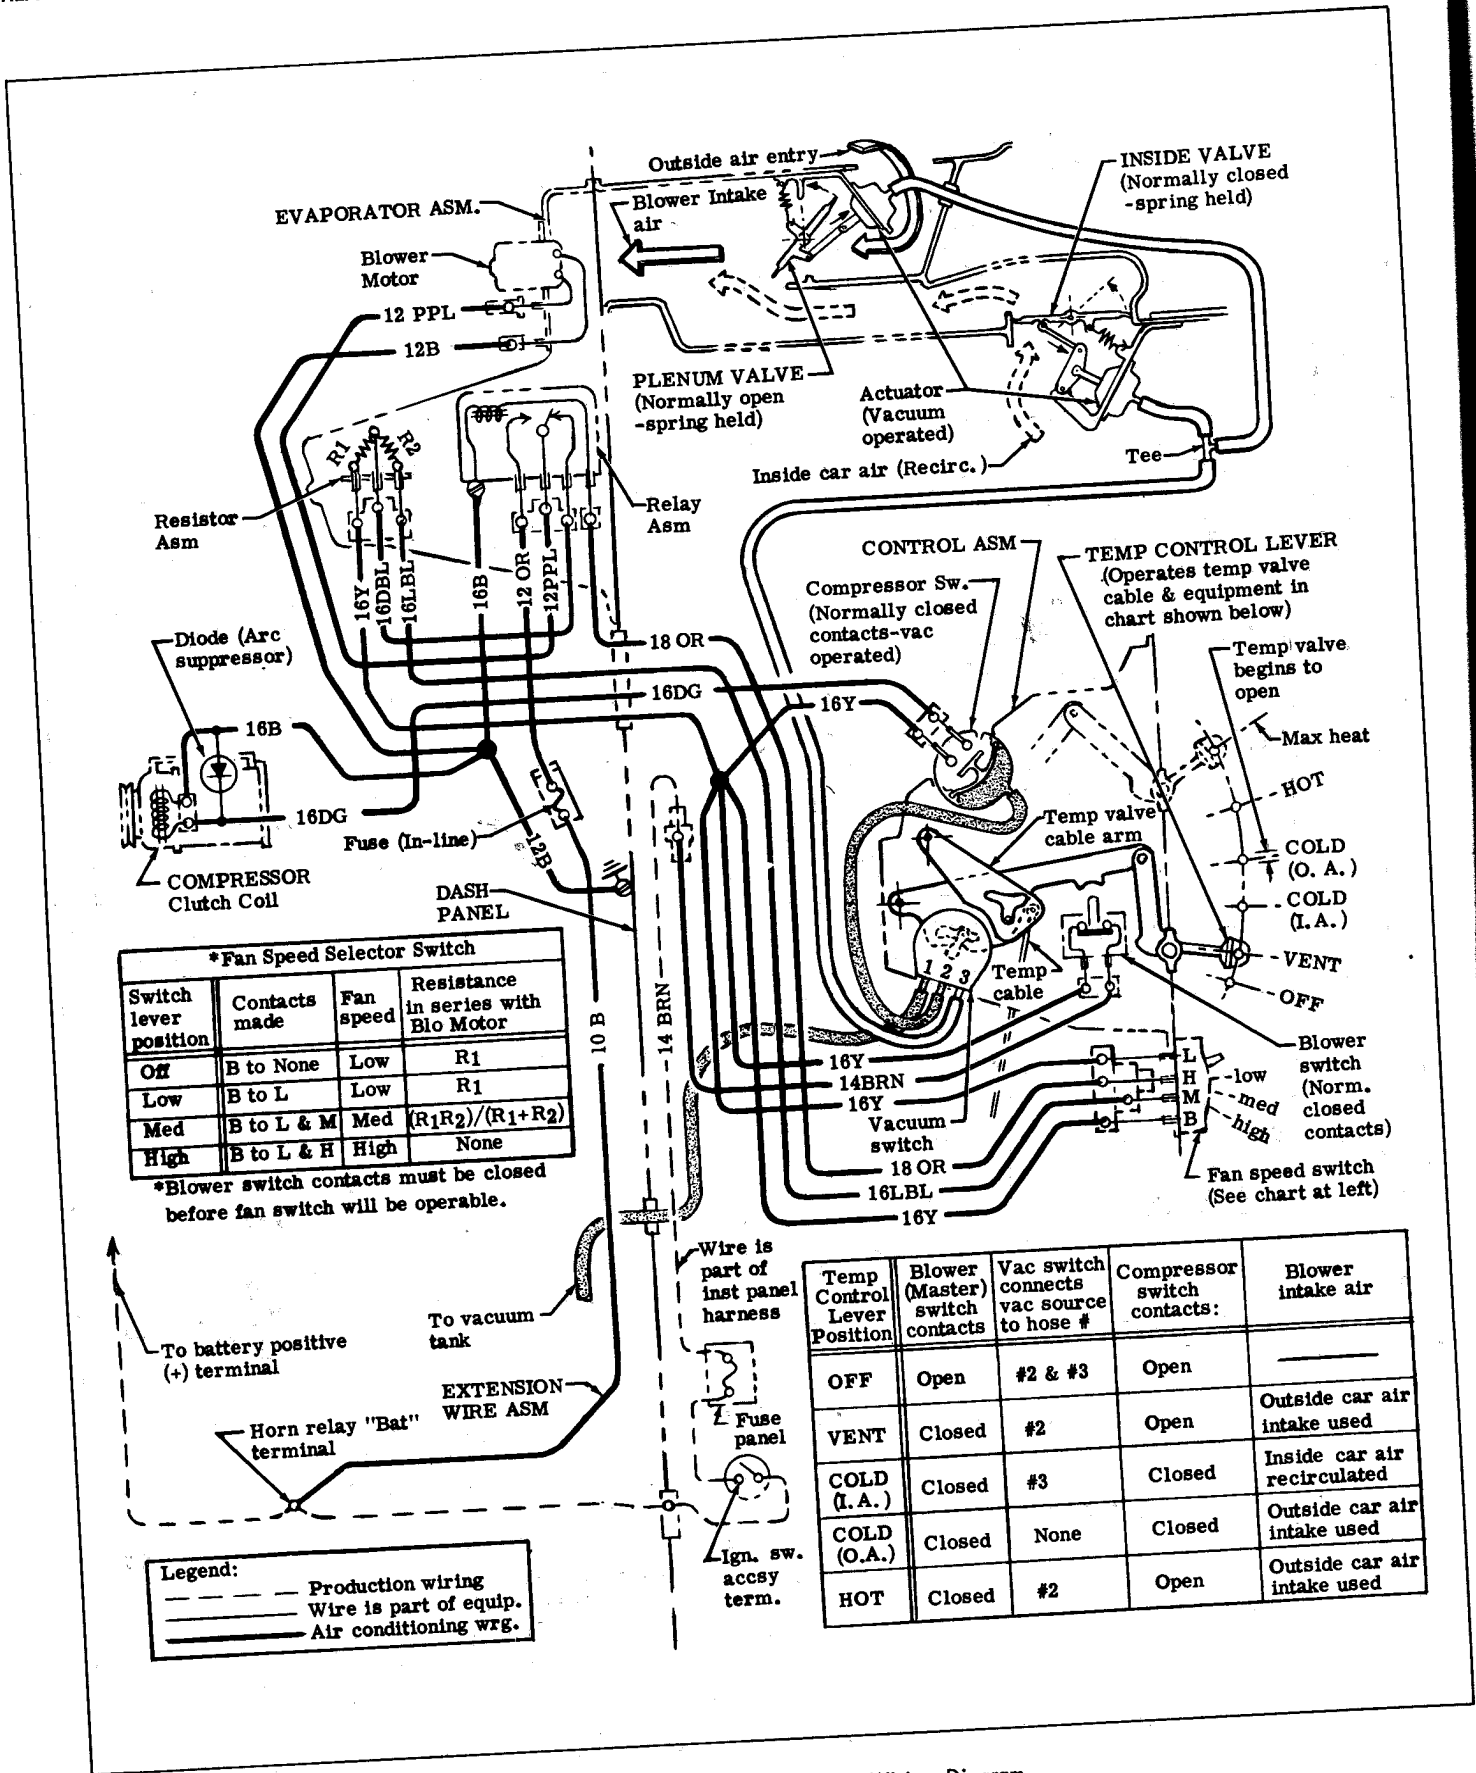 Outside air entry
INSIDE VALVE
(Normally closed
-spring held)
EVAPORATOR ASM.
Blower Intake
air
Blower
Motor
12 PPL
12B
PLENUM VALVE
(Normally open
-spring held)
Actuator
(Vacuum
operated)
Inside car air (Recirc.)
Tee
R1
R2
Resistor
Asm
Relay
Asm
CONTROL ASM
TEMP CONTROL LEVER
(Operates temp valve
cable & equipment in
chart shown below)
Compressor Sw.
(Normally closed
contacts-vac
operated)
16Y
16DBL
16LBL
16B
12 OR
12PPL
Diode (Arc
suppressor)
18 OR
16DG
16Y
Temp valve
begins to
open
16B
Max heat
HOT
16DG
Fuse (In-line)
12B
Temp valve
cable arm
COLD
(O. A.)
COMPRESSOR
Clutch Coil
DASH
PANEL
COLD
(I. A.)
VENT
OFF
1 2 3
Temp
cable
*Fan Speed Selector Switch
Switch
lever
position
Contacts
made
Fan
speed
Resistance
in series with
Blo Motor
Off
B to None
Low
R1
Low
B to L
Low
R1
Med
B to L & M
Med
(R1R2)/(R1+R2)
High
B to L & H
High
None
*Blower switch contacts must be closed
before fan switch will be operable.
10 B
14 BRN
16Y
14BRN
16Y
Vacuum
switch
L
H
M
B
low
med
high
Blower
switch
(Norm.
closed
contacts)
18 OR
16LBL
16Y
Fan speed switch
(See chart at left)
Wire is
part of
inst panel
harness
To vacuum
tank
To battery positive
(+) terminal
EXTENSION
WIRE ASM
Horn relay "Bat"
terminal
Fuse
panel
Ign. sw.
accsy
term.
Temp
Control
Lever
Position
Blower
(Master)
switch
contacts
Vac switch
connects
vac source
to hose #
Compressor
switch
contacts:
Blower
intake air
OFF
Open
#2 & #3
Open
VENT
Closed
#2
Open
Outside car air
intake used
COLD
(I. A.)
Closed
#3
Closed
Inside car air
recirculated
COLD
(O.A.)
Closed
None
Closed
Outside car air
intake used
HOT
Closed
#2
Open
Outside car air
intake used
Legend:
Production wiring
Wire is part of equip.
Air conditioning wrg.